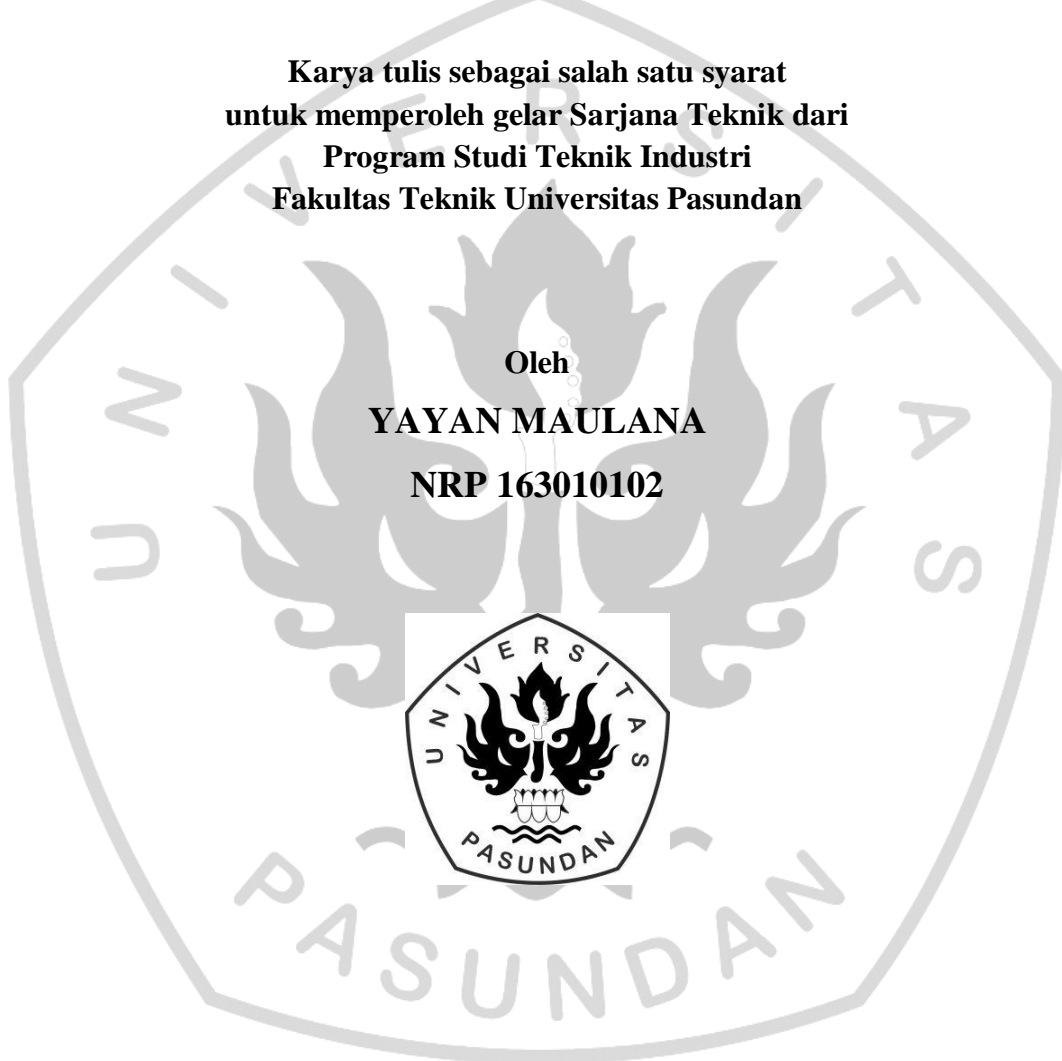 Karya tulis sebagai salah satu syarat
untuk memperoleh gelar Sarjana Teknik dari
Program Studi Teknik Industri
Fakultas Teknik Universitas Pasundan
Oleh
YAYAN MAULANA
NRP 163010102
UNIVERSITAS
PASUNDAN
UNIVERSITAS
PASUNDAN